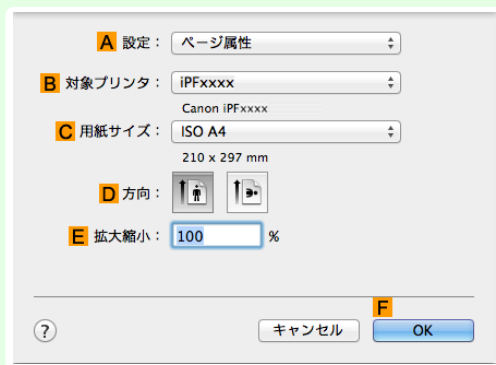 A 設定： ページ属性
B 対象プリンタ： iPFxxxx
Canon iPFxxxx
C 用紙サイズ： ISO A4
210 x 297 mm
D 方向：
E 拡大縮小： 100 %
F
? キャンセル OK